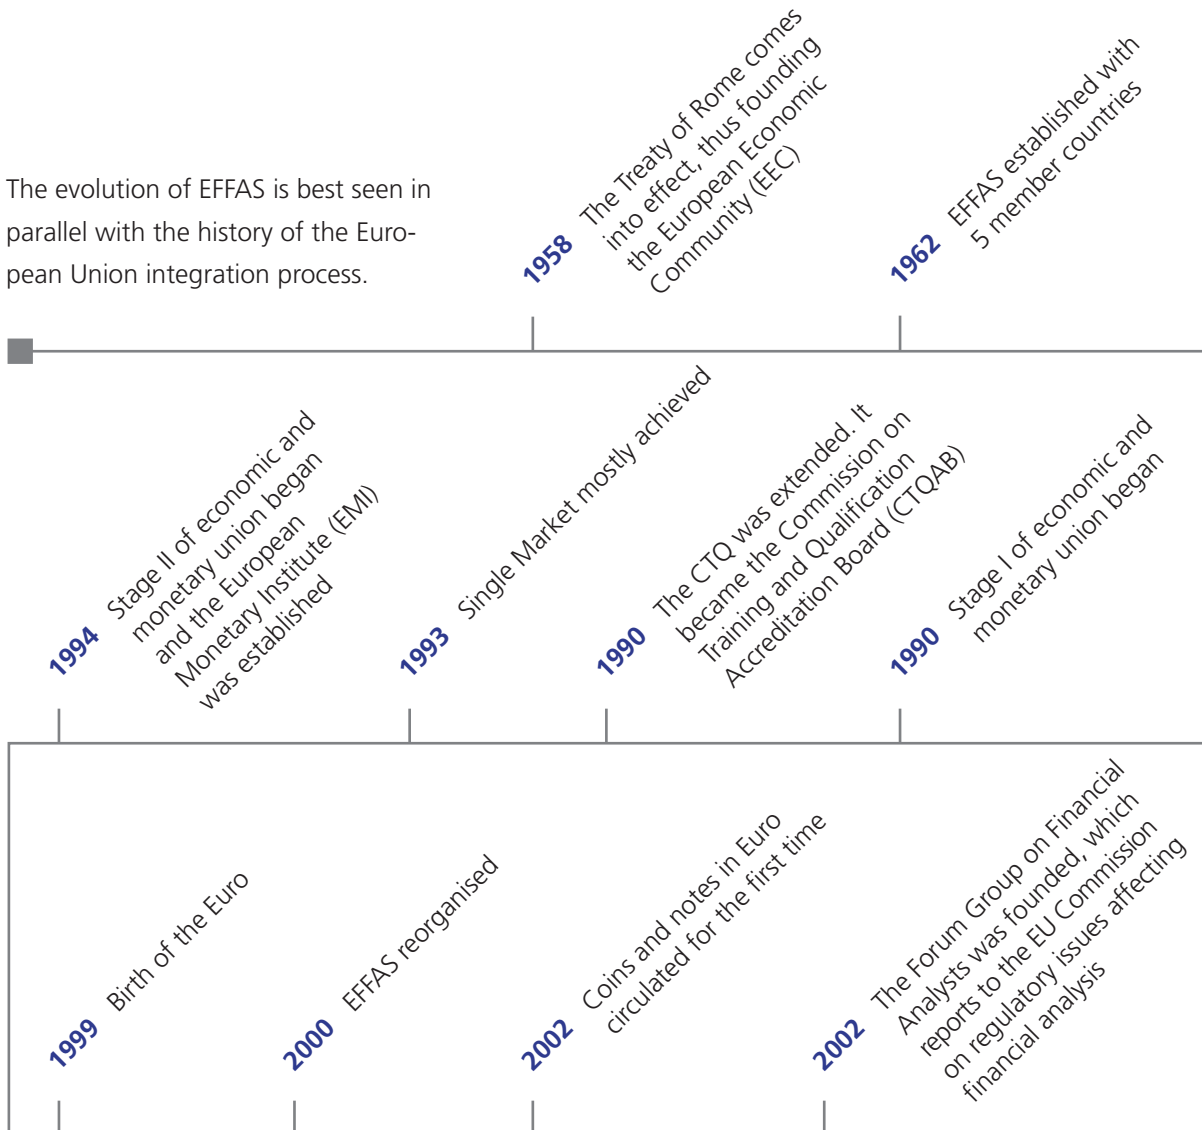 The evolution of EFFAS is best seen in
parallel with the history of the Euro-
pean Union integration process.
1958
The Treaty of Rome comes
into effect, thus founding
the European Economic
Community (EEC)
1962
EFFAS established with
5 member countries
1994
Stage II of economic and
monetary union began
and the European
Monetary Institute (EMI)
was established
1993
Single Market mostly achieved
1990
The CTQ was extended. It
became the Commission on
Training and Qualification
Accreditation Board (CTQAB)
1990
Stage I of economic and
monetary union began
1999
Birth of the Euro
2000
EFFAS reorganised
2002
Coins and notes in Euro
circulated for the first time
2002
The Forum Group on Financial
Analysts was founded, which
reports to the EU Commission
on regulatory issues affecting
financial analysis